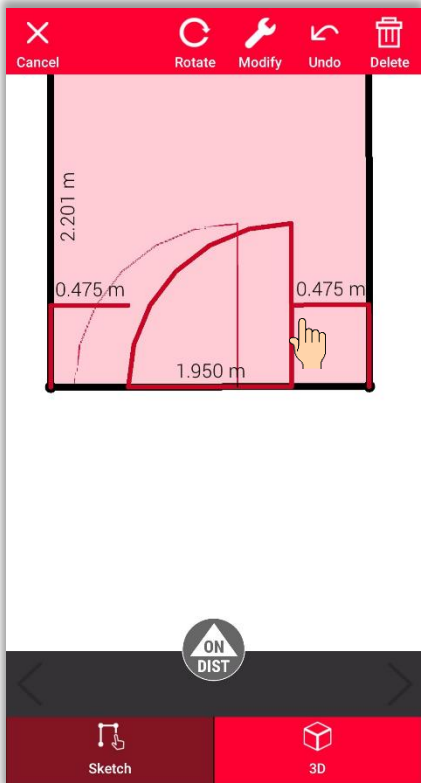 Cancel
Rotate
Modify
Undo
Delete
2.201 m
0.475 m
0.475 m
1.950 m
ON
DIST
Sketch
3D